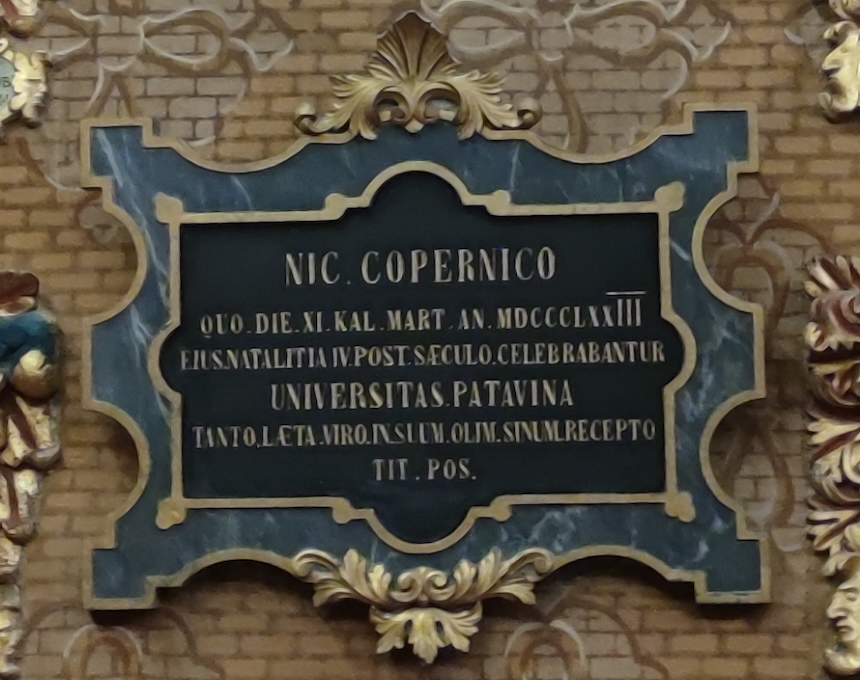 NIC. COPERNICO
QUO.DIE.XI.KAL.MART.AN.MDCCCLXXIII
EJUS.NATALITIA IV.POST.SÆCULO.CELEBRABANTUR
UNIVERSITAS.PATAVINA
TANTO.LÆTA.VIRO.IN.SUUM.OLIM.SINUM.RECEPTO
TIT.POS.